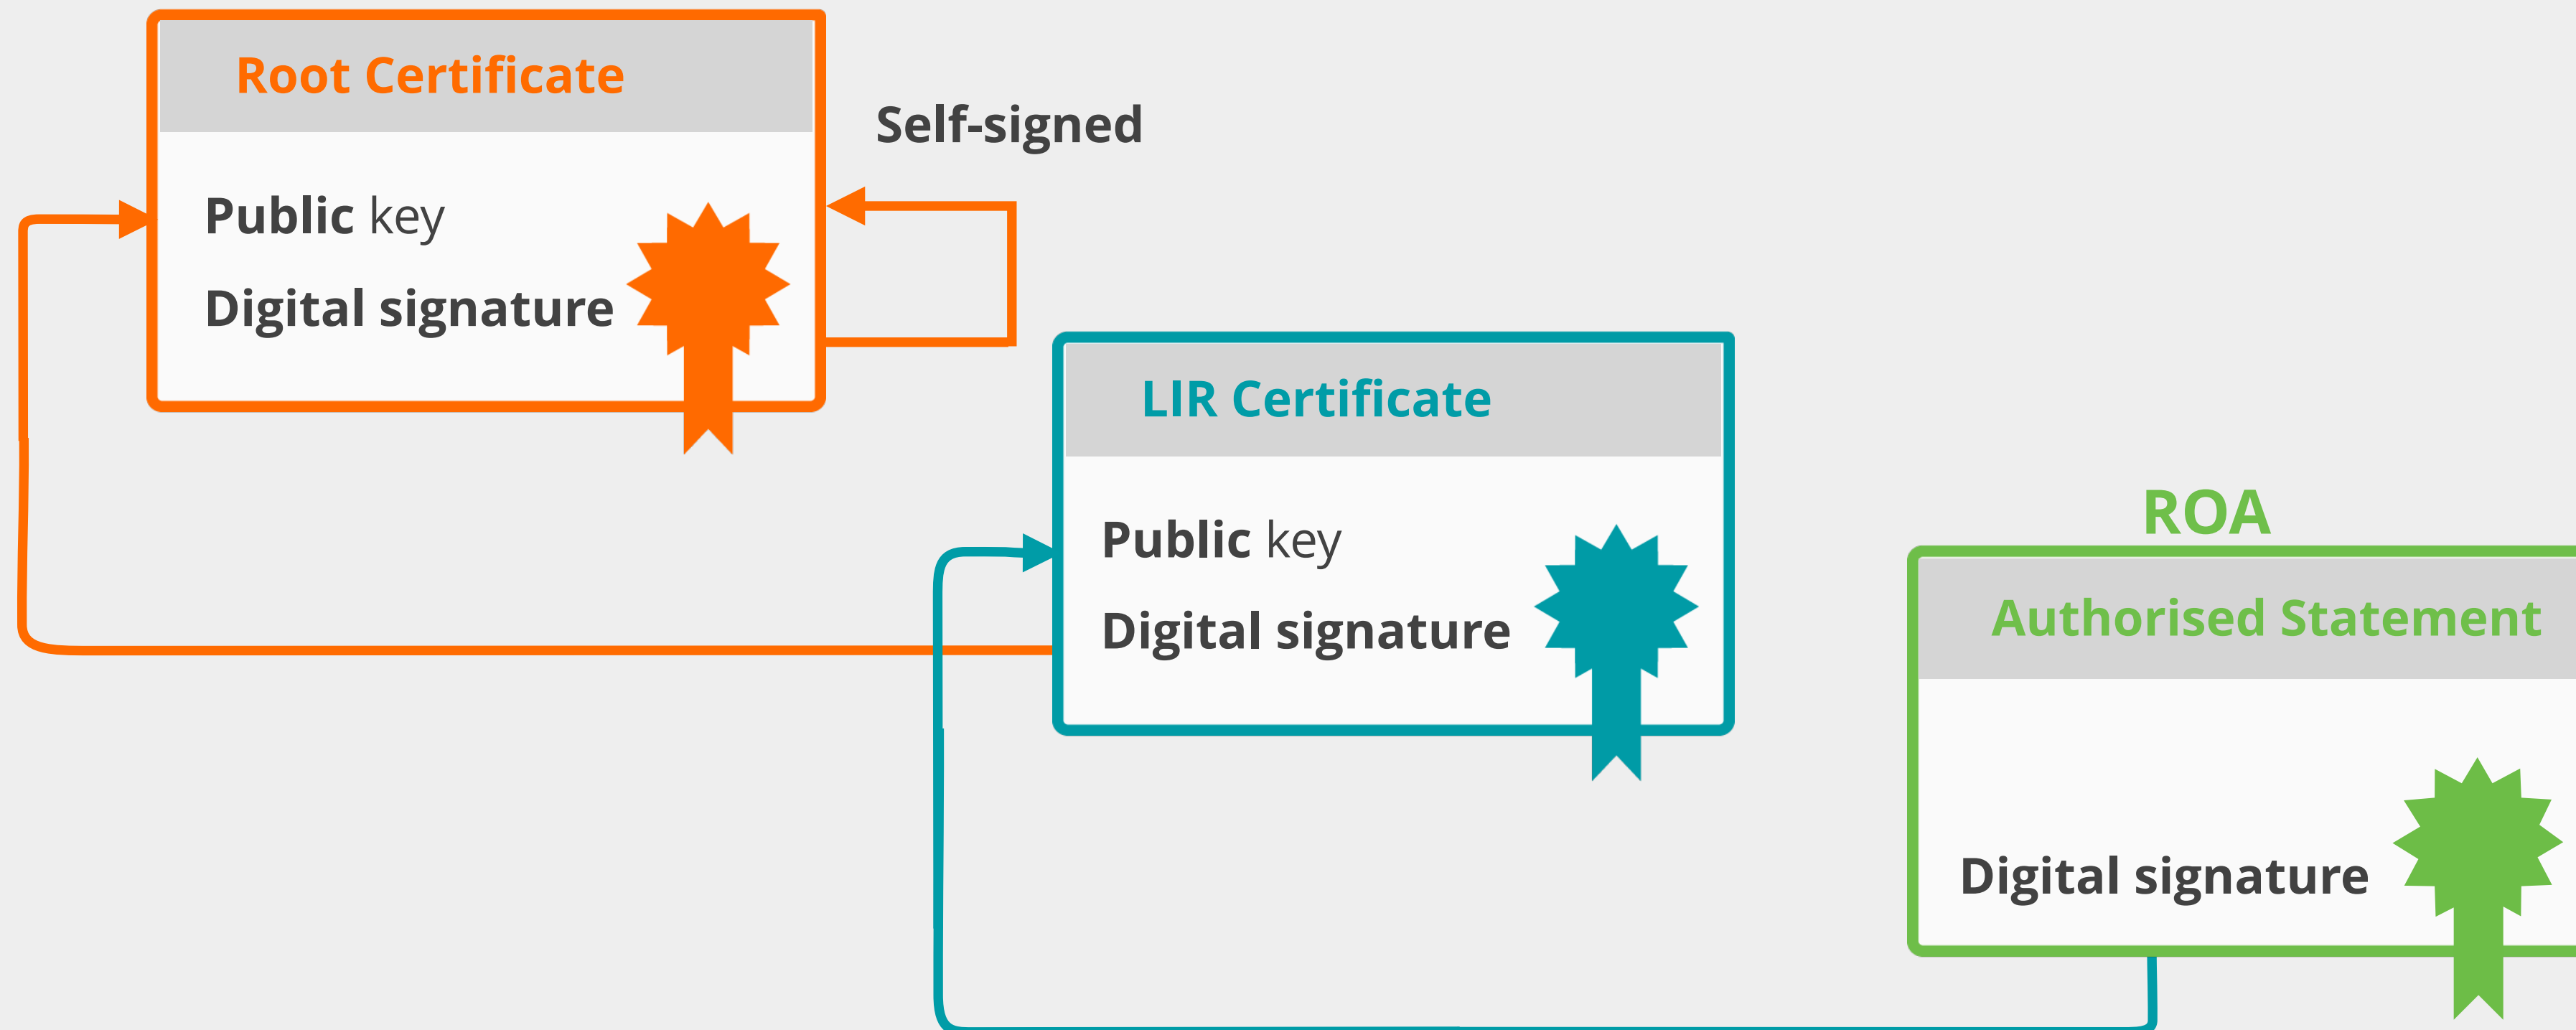 Root Certificate
Self-signed
Public key
Digital signature
LIR Certificate
Public key
Digital signature
ROA
Authorised Statement
Digital signature